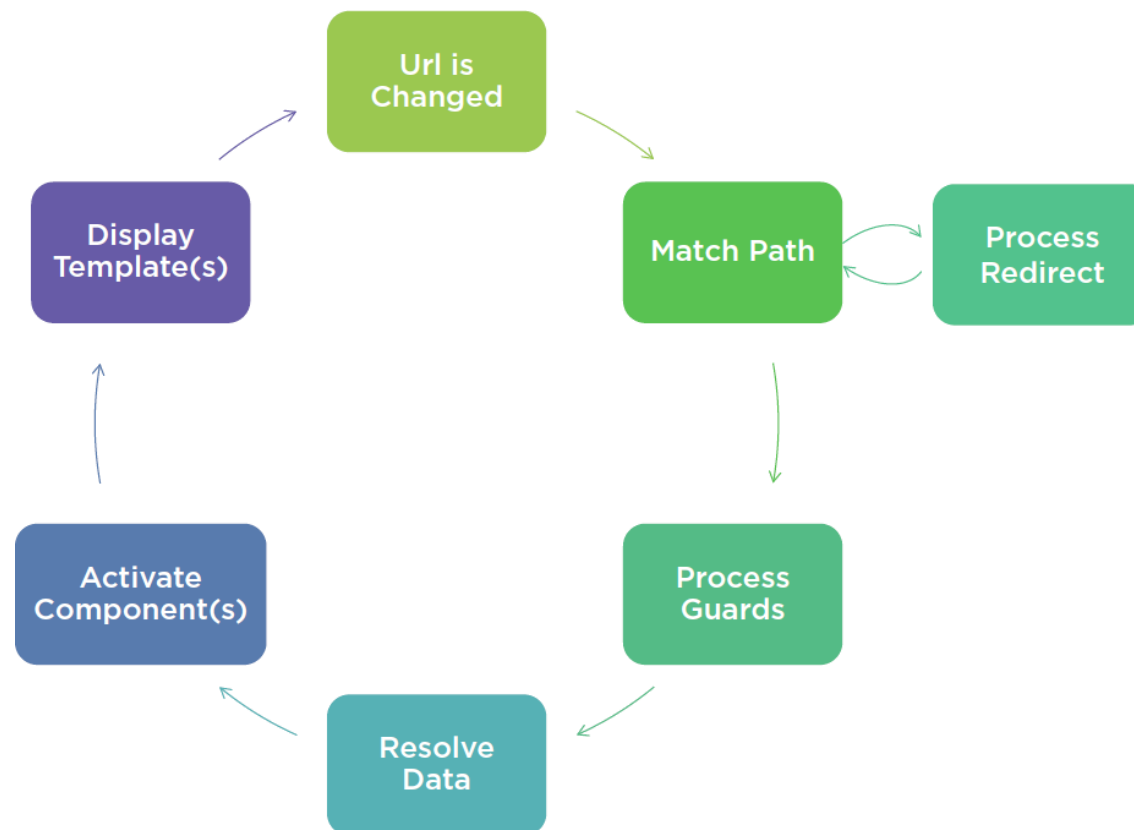 Url is
Changed
Match Path
Process
Redirect
Process
Guards
Resolve
Data
Activate
Component(s)
Display
Template(s)